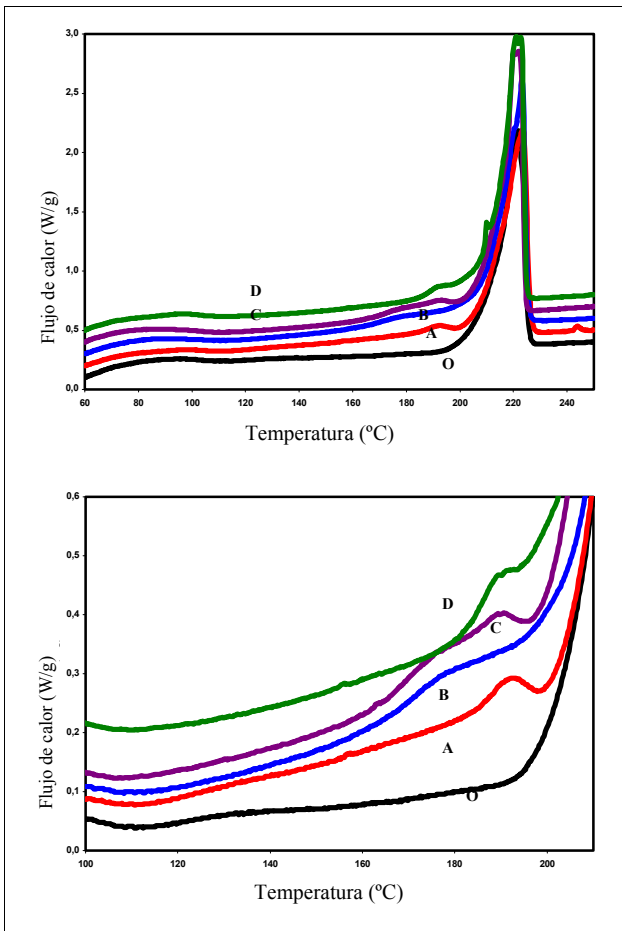 3,0
2,5
2,0
1,5
1,0
0,5
0,0
Flujo de calor (W/g)
D
C
B
A
O
60 80 100 120 140 160 180 200 220 240
Temperatura (ºC)
0,6
0,5
0,4
0,3
0,2
0,1
0,0
Flujo de calor (W/g)
D
C
B
A
O
100 120 140 160 180 200
Temperatura (ºC)